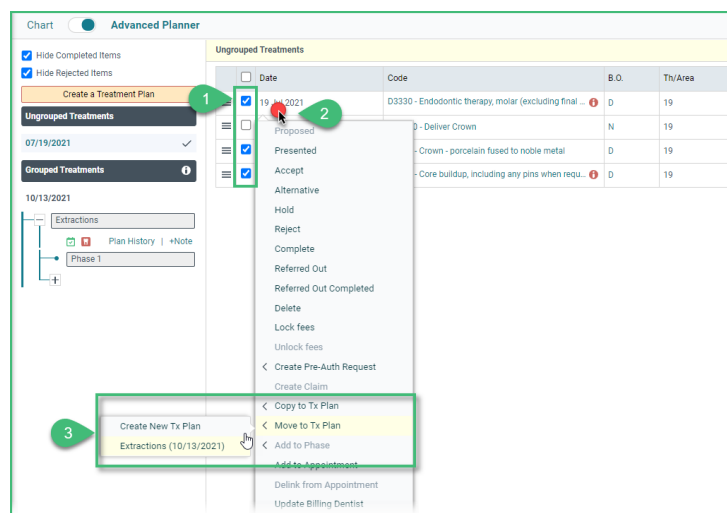 Chart Advanced Planner
Hide Completed Items
Hide Rejected Items
Create a Treatment Plan
Ungrouped Treatments
07/19/2021
Grouped Treatments
10/13/2021
Extractions
Plan History | +Note
Phase 1
Ungrouped Treatments
Date Code B.O. Th/Area
19 2021 D3330 - Endodontic therapy, molar (excluding final ... D 19
- Deliver Crown N 19
- Crown - porcelain fused to noble metal D 19
- Core buildup, including any pins when requ... D 19
1
2
Proposed
Presented
Accept
Alternative
Hold
Reject
Complete
Referred Out
Referred Out Completed
Delete
Lock fees
Unlock fees
Create Pre-Auth Request
Create Claim
Copy to Tx Plan
Move to Tx Plan
Add to Phase
Add to Appointment
Delink from Appointment
Update Billing Dentist
3
Create New Tx Plan
Extractions (10/13/2021)